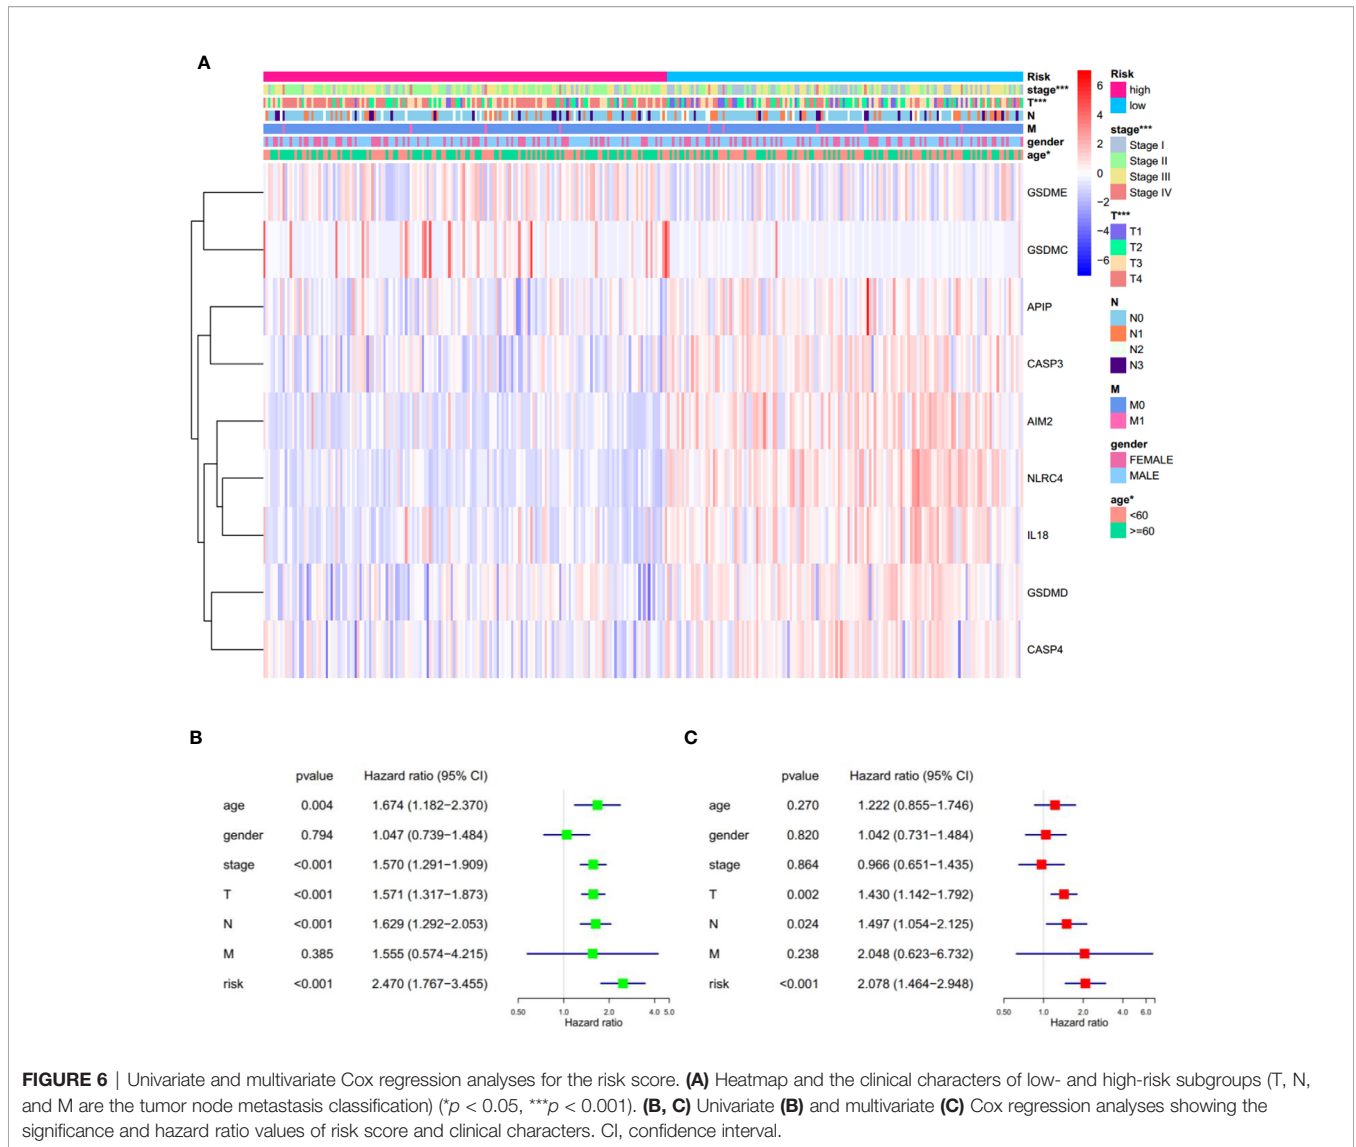 A
Risk
stage***
T***
N
M
gender
age*
GSDME
GSDMC
APIP
CASP3
AIM2
NLRC4
IL18
GSDMD
CASP4
6
4
2
0
−2
−4
−6
Risk
high
low
stage***
Stage I
Stage II
Stage III
Stage IV
T***
T1
T2
T3
T4
N
N0
N1
N2
N3
M
M0
M1
gender
FEMALE
MALE
age*
<60
>=60
B
pvalue Hazard ratio (95% CI)
age 0.004 1.674 (1.182−2.370)
gender 0.794 1.047 (0.739−1.484)
stage <0.001 1.570 (1.291−1.909)
T <0.001 1.571 (1.317−1.873)
N <0.001 1.629 (1.292−2.053)
M 0.385 1.555 (0.574−4.215)
risk <0.001 2.470 (1.767−3.455)
0.50 1.0 2.0 4.0 5.0
Hazard ratio
C
pvalue Hazard ratio (95% CI)
age 0.270 1.222 (0.855−1.746)
gender 0.820 1.042 (0.731−1.484)
stage 0.864 0.966 (0.651−1.435)
T 0.002 1.430 (1.142−1.792)
N 0.024 1.497 (1.054−2.125)
M 0.238 2.048 (0.623−6.732)
risk <0.001 2.078 (1.464−2.948)
0.50 1.0 2.0 4.0 6.0
Hazard ratio
FIGURE 6 | Univariate and multivariate Cox regression analyses for the risk score. (A) Heatmap and the clinical characters of low- and high-risk subgroups (T, N,
and M are the tumor node metastasis classification) (*p < 0.05, ***p < 0.001). (B, C) Univariate (B) and multivariate (C) Cox regression analyses showing the
significance and hazard ratio values of risk score and clinical characters. CI, confidence interval.